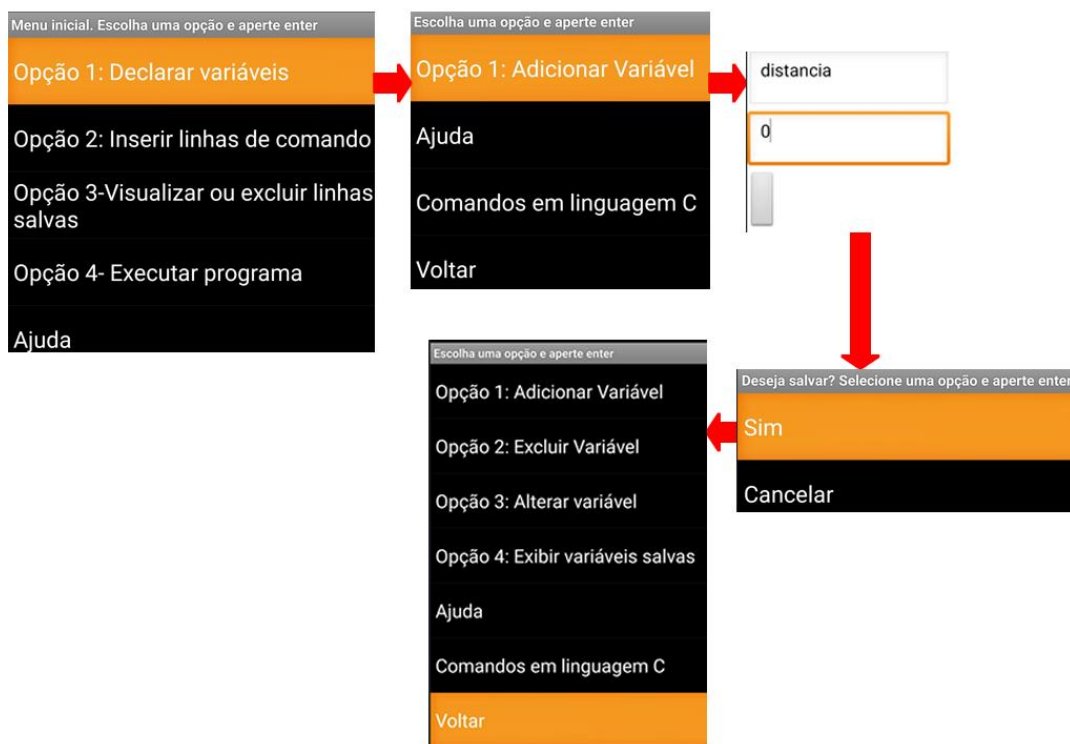 Menu inicial. Escolha uma opção e aperte enter
Opção 1: Declarar variáveis
Opção 2: Inserir linhas de comando
Opção 3-Visualizar ou excluir linhas
salvas
Opção 4- Executar programa
Ajuda
Escolha uma opção e aperte enter
Opção 1: Adicionar Variável
Ajuda
Comandos em linguagem C
Voltar
distancia
0
Deseja salvar? Selecione uma opção e aperte enter
Sim
Cancelar
Escolha uma opção e aperte enter
Opção 1: Adicionar Variável
Opção 2: Excluir Variável
Opção 3: Alterar variável
Opção 4: Exibir variáveis salvas
Ajuda
Comandos em linguagem C
Voltar